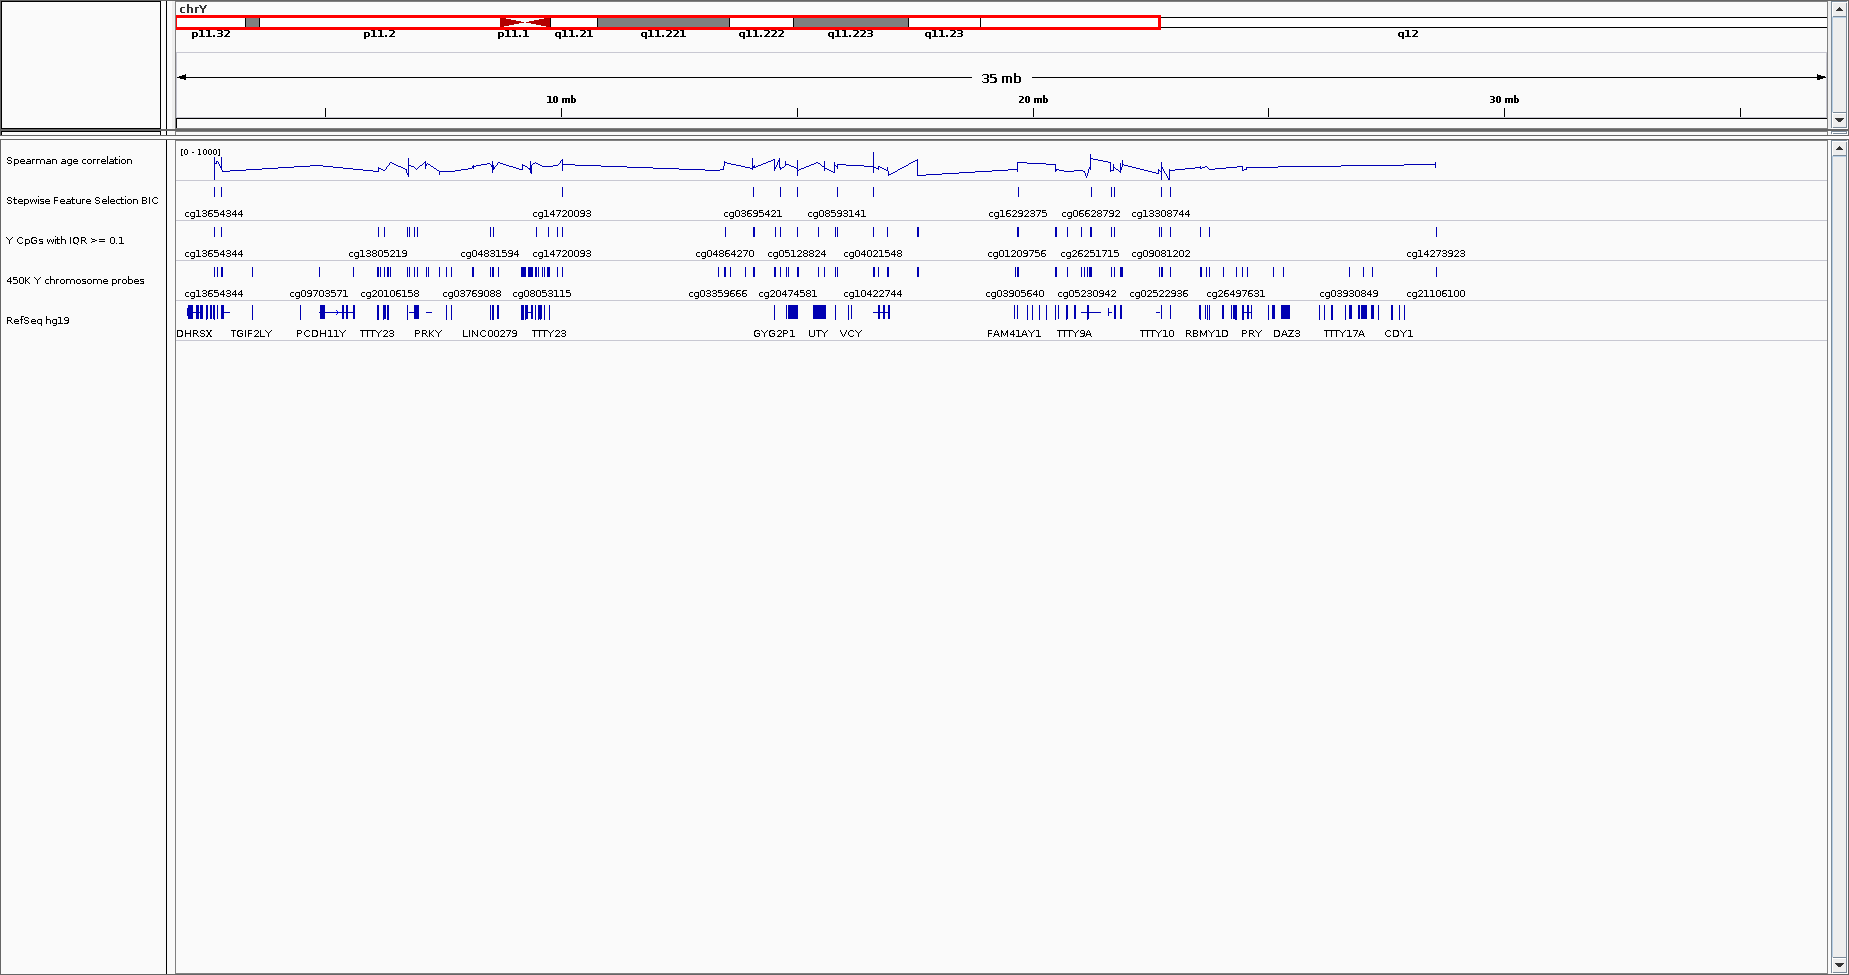 chrY
p11.32 p11.2 p11.1 q11.21 q11.221 q11.222 q11.223 q11.23 q12
35 mb
10 mb 20 mb 30 mb
Spearman age correlation [0 - 1000]
Stepwise Feature Selection BIC
cg13654344 cg14720093 cg03695421 cg08593141 cg16292375 cg06628792 cg13308744
Y CpGs with IQR >= 0.1
cg13654344 cg13805219 cg04831594 cg14720093 cg04864270 cg05128824 cg04021548 cg01209756 cg26251715 cg09081202 cg14273923
450K Y chromosome probes
cg13654344 cg09703571 cg20106158 cg03769088 cg08053115 cg03359666 cg20474581 cg10422744 cg03905640 cg05230942 cg02522936 cg26497631 cg03930849 cg21106100
RefSeq hg19
DHRSX TGIF2LY PCDH11Y TTTY23 PRKY LINC00279 TTTY23 GYG2P1 UTY VCY FAM41AY1 TTTY9A TTTY10 RBMY1D PRY DAZ3 TTTY17A CDY1